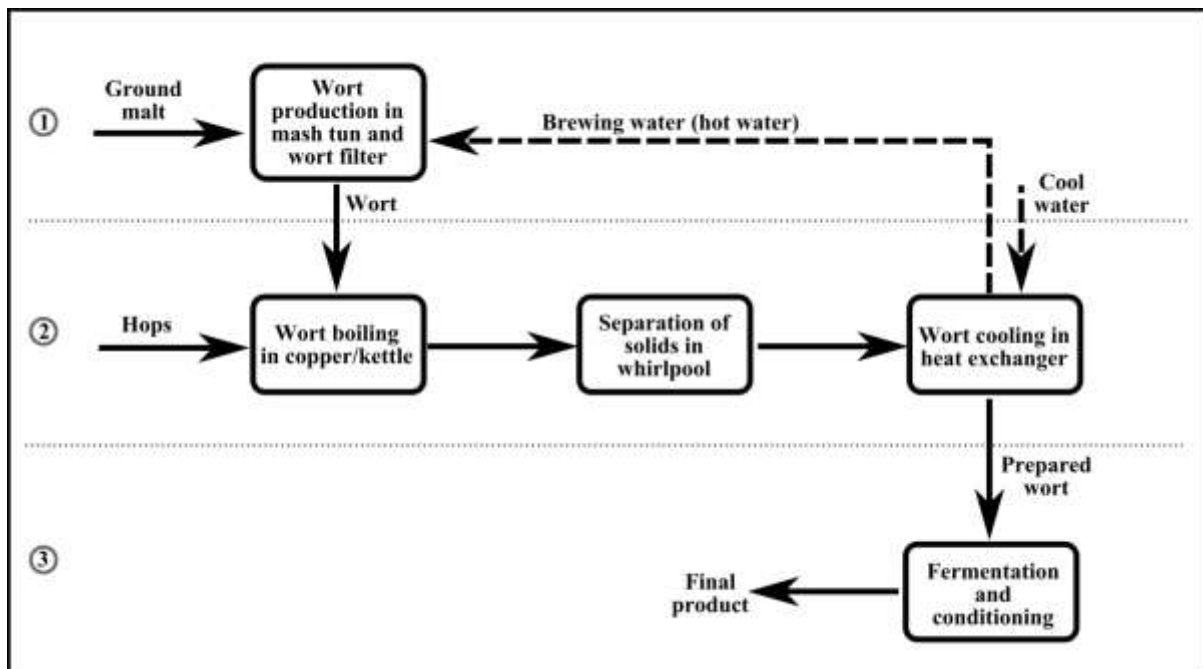 Ground
malt
①
Wort
production in
mash tun and
wort filter
Brewing water (hot water)
Cool
water
Wort
②
Hops
Wort boiling
in copper/kettle
Separation of
solids in
whirlpool
Wort cooling in
heat exchanger
Prepared
wort
③
Final
product
Fermentation
and
conditioning